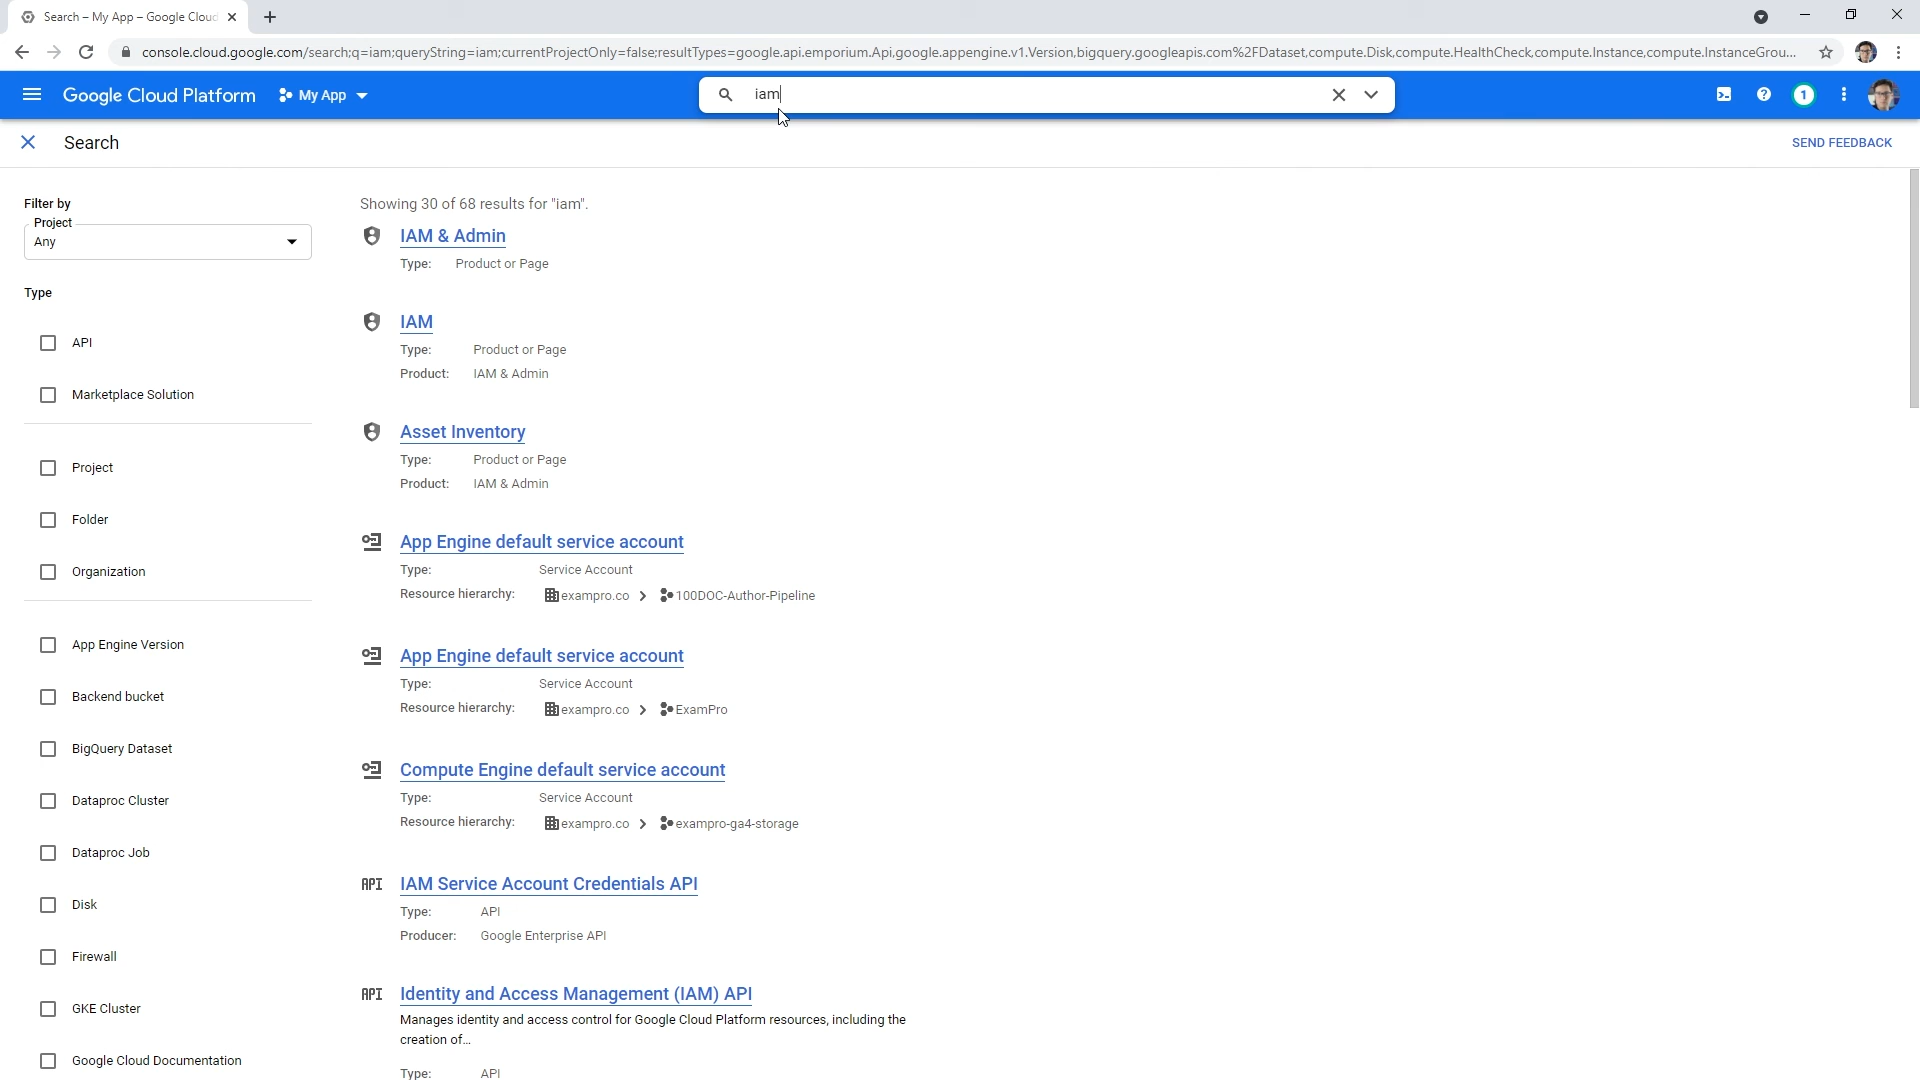 Search – My App – Google Cloud
console.cloud.google.com/search;q=iam;queryString=iam;currentProjectOnly=false;resultTypes=google.api.emporium.Api,google.appengine.v1.Version,bigquery.googleapis.com%2FDataset,compute.Disk,compute.HealthCheck,compute.Instance,compute.InstanceGrou...
Google Cloud Platform
My App
iam
1
Search
SEND FEEDBACK
Filter by
Project
Any
Type
API
Marketplace Solution
Project
Folder
Organization
App Engine Version
Backend bucket
BigQuery Dataset
Dataproc Cluster
Dataproc Job
Disk
Firewall
GKE Cluster
Google Cloud Documentation
Showing 30 of 68 results for "iam".
IAM & Admin
Type: Product or Page
IAM
Type: Product or Page
Product: IAM & Admin
Asset Inventory
Type: Product or Page
Product: IAM & Admin
App Engine default service account
Type: Service Account
Resource hierarchy: exampro.co > 100DOC-Author-Pipeline
App Engine default service account
Type: Service Account
Resource hierarchy: exampro.co > ExamPro
Compute Engine default service account
Type: Service Account
Resource hierarchy: exampro.co > exampro-ga4-storage
API IAM Service Account Credentials API
Type: API
Producer: Google Enterprise API
API Identity and Access Management (IAM) API
Manages identity and access control for Google Cloud Platform resources, including the
creation of...
Type: API